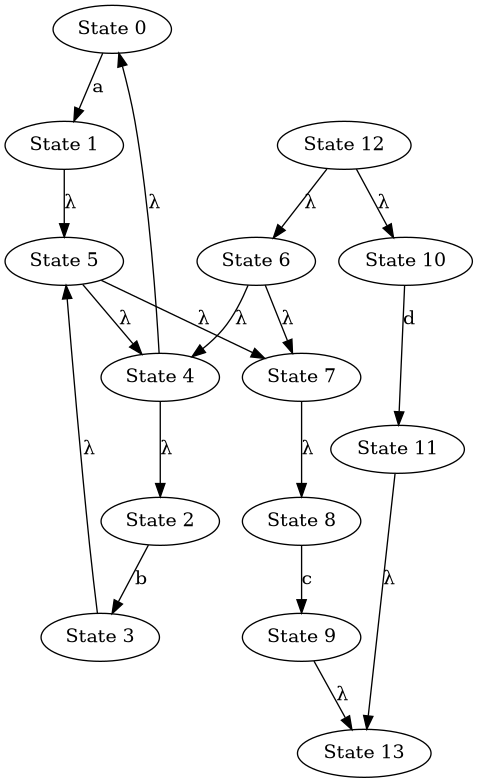 State 0
a
State 1
State 12
λ
λ
λ
State 5
State 6
State 10
λ
λ
λ
λ
λ
d
State 4
State 7
State 11
λ
λ
λ
State 2
State 8
b
c
λ
State 3
State 9
λ
State 13